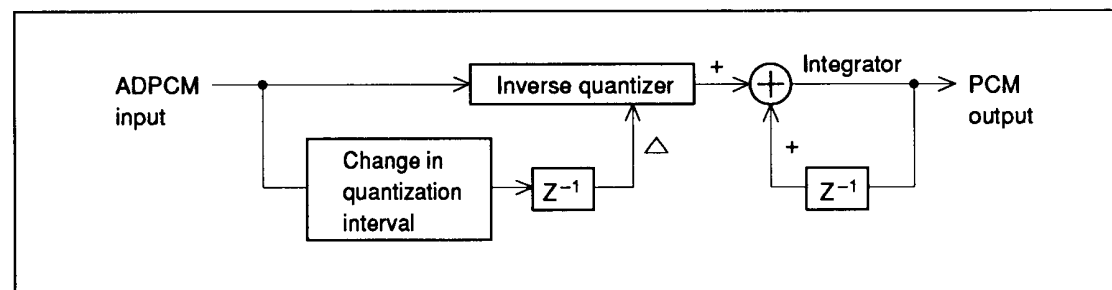 ADPCM
input
Inverse quantizer
+
+
Integrator
PCM
output
Change in
quantization
interval
Z⁻¹
△
+
Z⁻¹